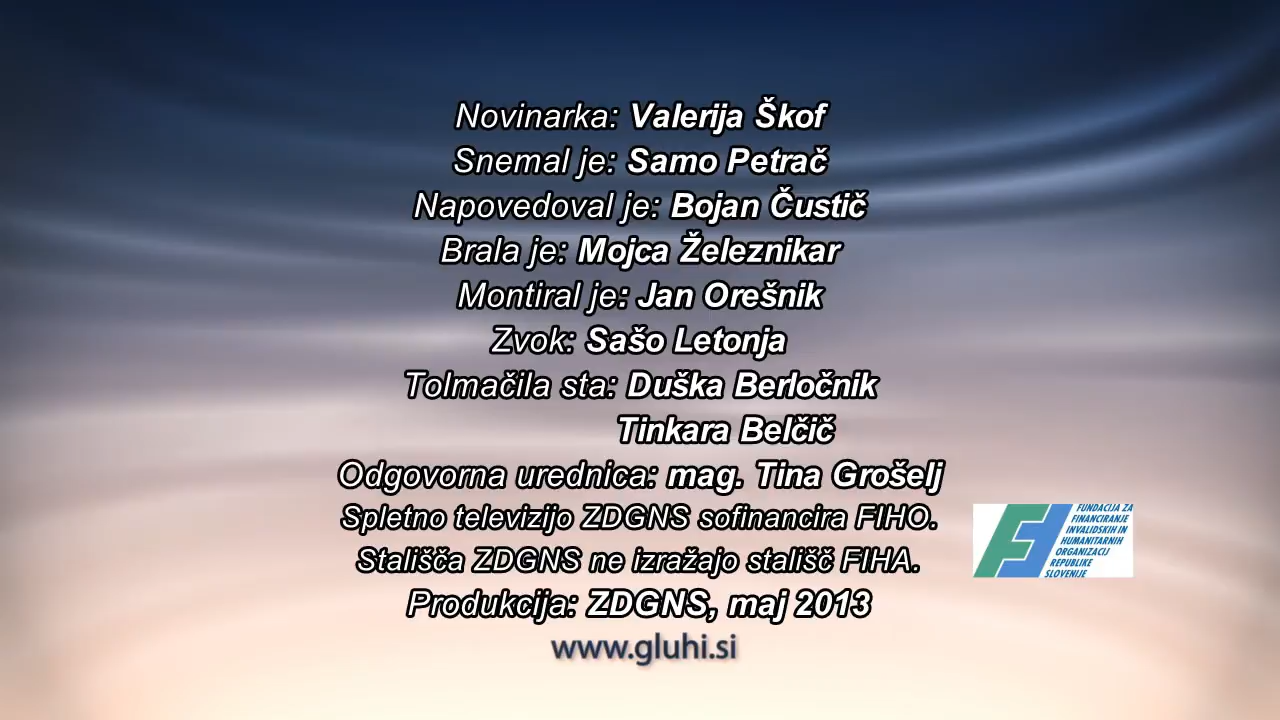 Novinarka: Valerija Škof
Snemal je: Samo Petrač
Napovedoval je: Bojan Čustič
Brala je: Mojca Železnikar
Montiral je: Jan Orešnik
Zvok: Sašo Letonja
Tolmačila sta: Duška Berločnik
Tinkara Belčič
Odgovorna urednica: mag. Tina Grošelj
Spletno televizijo ZDGNS sofinancira FIHO.
Stališča ZDGNS ne izražajo stališč FIHA.
Produkcija: ZDGNS, maj 2013
www.gluhi.si
FUNDACIJA ZA
FINANCIRANJE
INVALIDSKIH IN
HUMANITARNIH
ORGANIZACIJ
REPUBLIKE
SLOVENIJE